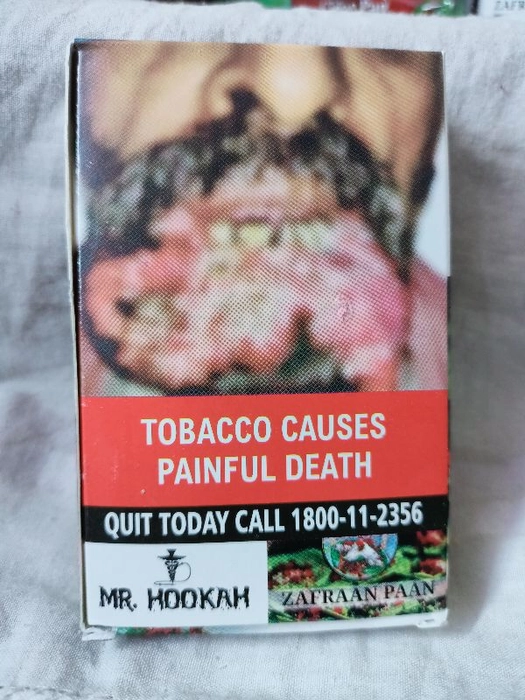 TOBACCO CAUSES
PAINFUL DEATH
QUIT TODAY CALL 1800-11-2356
MR. HOOKAH
ZAFRAAN PAAN